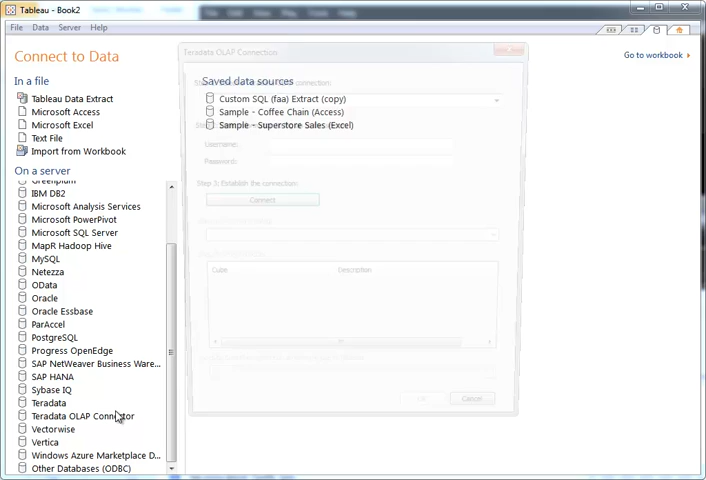 Tableau - Book2
File Data Server Help
Connect to Data
Go to workbook
In a file
Tableau Data Extract
Microsoft Access
Microsoft Excel
Text File
Import from Workbook
On a server
Greenplum
IBM DB2
Microsoft Analysis Services
Microsoft PowerPivot
Microsoft SQL Server
MapR Hadoop Hive
MySQL
Netezza
OData
Oracle
Oracle Essbase
ParAccel
PostgreSQL
Progress OpenEdge
SAP NetWeaver Business Ware...
SAP HANA
Sybase IQ
Teradata
Teradata OLAP Connector
Vectorwise
Vertica
Windows Azure Marketplace D...
Other Databases (ODBC)
Teradata OLAP Connection
Saved data sources
Custom SQL (faa) Extract (copy)
Sample - Coffee Chain (Access)
Sample - Superstore Sales (Excel)
Username:
Password:
Step 3: Establish the connection:
Connect
Cube Description
OK Cancel